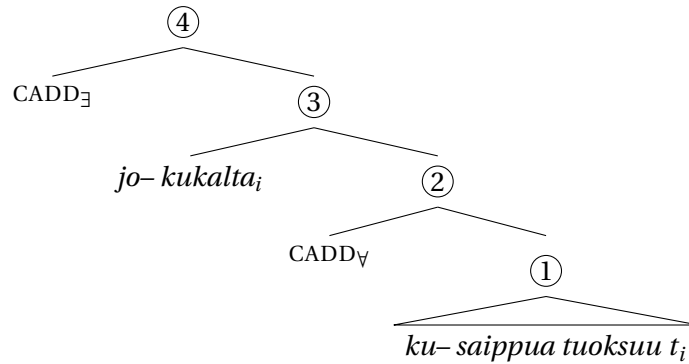 ④
CADD∃
③
jo– kukaltaᵢ
②
CADD∀
①
ku– saippua tuoksuu tᵢ